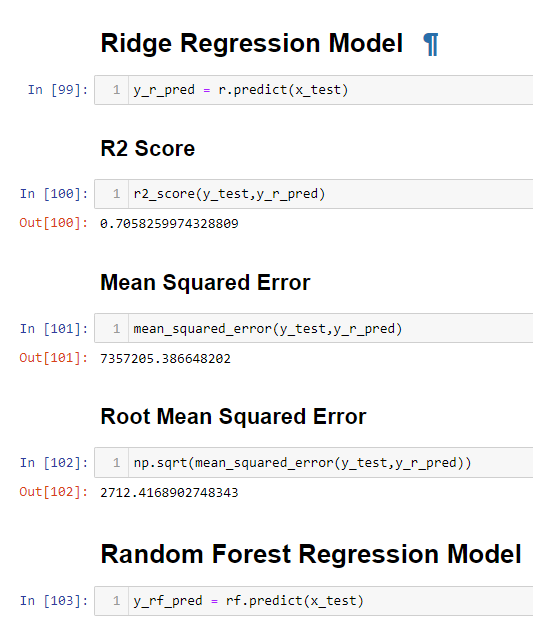 Ridge Regression Model ¶
In [99]: 1 y_r_pred = r.predict(x_test)
R2 Score
In [100]: 1 r2_score(y_test,y_r_pred)
Out[100]: 0.7058259974328809
Mean Squared Error
In [101]: 1 mean_squared_error(y_test,y_r_pred)
Out[101]: 7357205.386648202
Root Mean Squared Error
In [102]: 1 np.sqrt(mean_squared_error(y_test,y_r_pred))
Out[102]: 2712.4168902748343
Random Forest Regression Model
In [103]: 1 y_rf_pred = rf.predict(x_test)